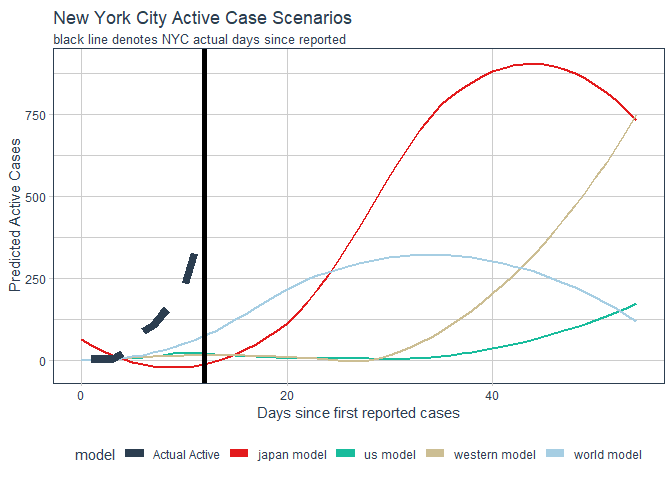 New York City Active Case Scenarios
black line denotes NYC actual days since reported
Predicted Active Cases
750
500
250
0
0 20 40
Days since first reported cases
model Actual Active japan model us model western model world model